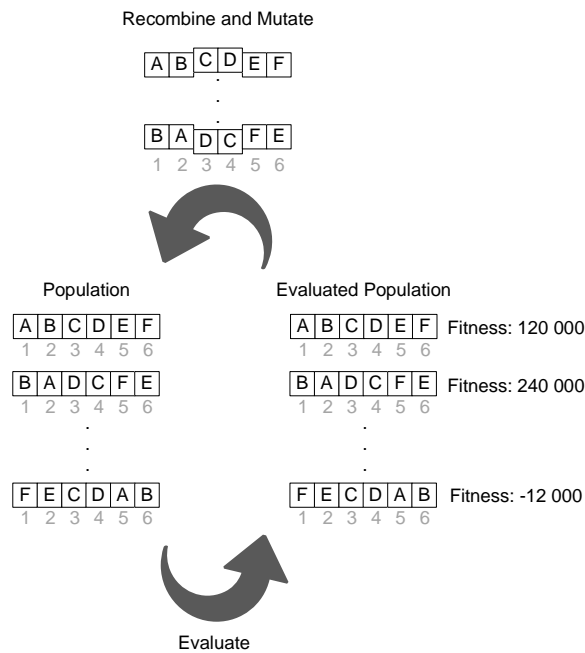 Recombine and Mutate
A B C D E F
.
.
.
B A D C F E
1 2 3 4 5 6
Population
Evaluated Population
A B C D E F
A B C D E F Fitness: 120 000
1 2 3 4 5 6
1 2 3 4 5 6
B A D C F E
B A D C F E Fitness: 240 000
1 2 3 4 5 6
1 2 3 4 5 6
.
.
.
.
.
.
F E C D A B
F E C D A B Fitness: -12 000
1 2 3 4 5 6
1 2 3 4 5 6
Evaluate